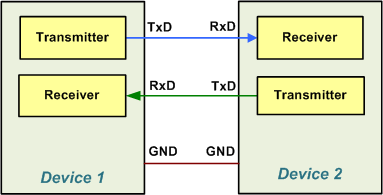 Transmitter TxD RxD Receiver
Receiver RxD TxD Transmitter
GND GND
Device 1 Device 2